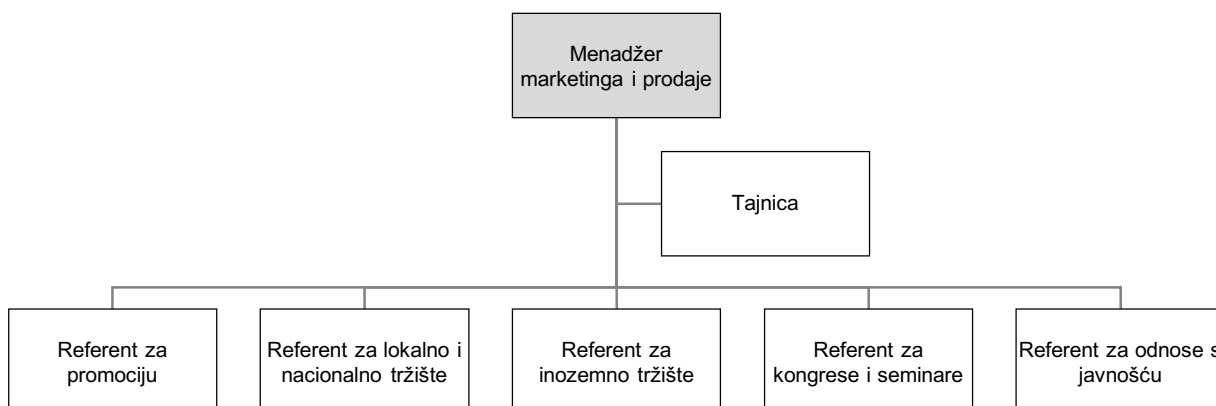 Menadžer
marketinga i prodaje
Tajnica
Referent za
promociju
Referent za lokalno i
nacionalno tržište
Referent za
inozemno tržište
Referent za
kongrese i seminare
Referent za odnose s
javnošću